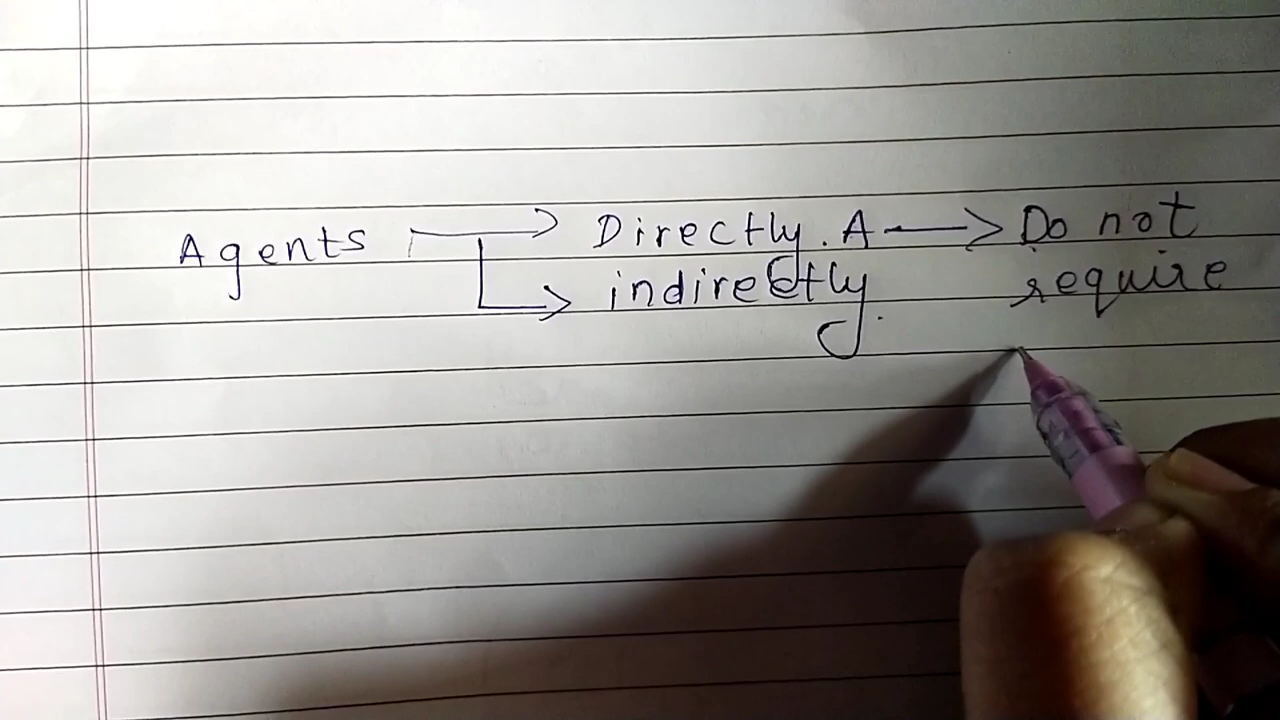 Agents → Directly. A → Do not
→ indirectly require